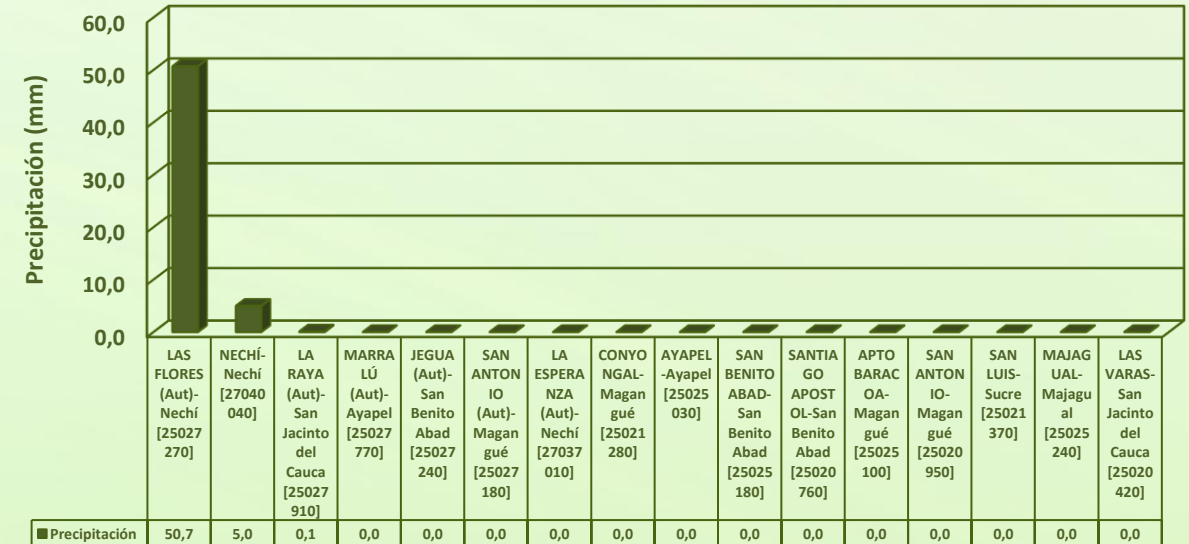 Precipitación (mm)
60,0
50,0
40,0
30,0
20,0
10,0
0,0
LAS
FLORES
(Aut)-
Nechí
[25027
270]
NECHÍ-
Nechí
[27040
040]
LA
RAYA
(Aut)-
San
Jacinto
del
Cauca
[25027
910]
MARRA
LÚ
(Aut)-
Ayapel
[25027
770]
JEGUA
(Aut)-
San
Benito
Abad
[25027
240]
SAN
ANTON
IO
(Aut)-
Magan
gué
[25027
180]
LA
ESPERA
NZA
(Aut)-
Nechí
[27037
010]
CONYO
NGAL-
Magan
gué
[25021
280]
AYAPEL
-Ayapel
[25025
030]
SAN
BENITO
ABAD-
San
Benito
Abad
[25025
180]
SANTIA
GO
APOST
OL-San
Benito
Abad
[25020
760]
APTO
BARAC
OA-
Magan
gué
[25025
100]
SAN
ANTON
IO-
Magan
gué
[25020
950]
SAN
LUIS-
Sucre
[25021
370]
MAJAG
UAL-
Majagu
al
[25025
240]
LAS
VARAS-
San
Jacinto
del
Cauca
[25020
420]
Precipitación 50,7 5,0 0,1 0,0 0,0 0,0 0,0 0,0 0,0 0,0 0,0 0,0 0,0 0,0 0,0 0,0